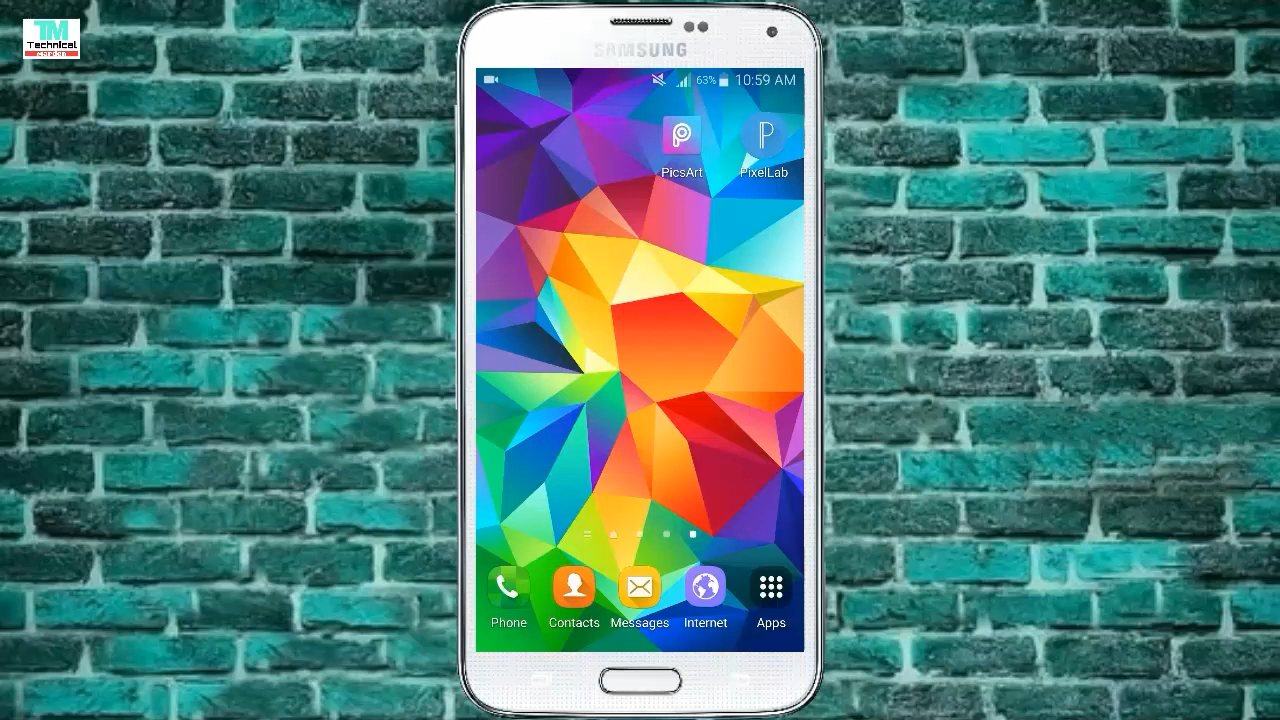 TM
Technical
SAMSUNG
63% 10:59 AM
PicsArt
PixelLab
Phone
Contacts
Messages
Internet
Apps